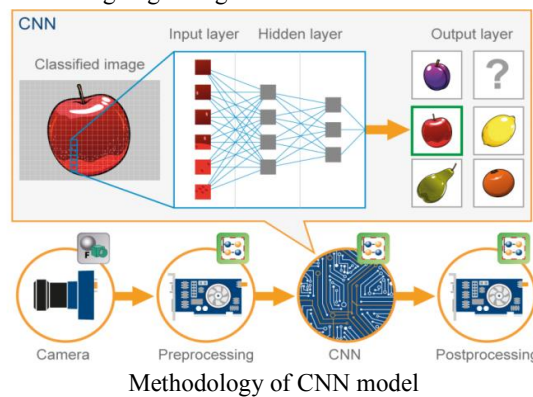 CNN
Input layer Hidden layer Output layer
Classified image
?
F
Camera Preprocessing CNN Postprocessing
Methodology of CNN model